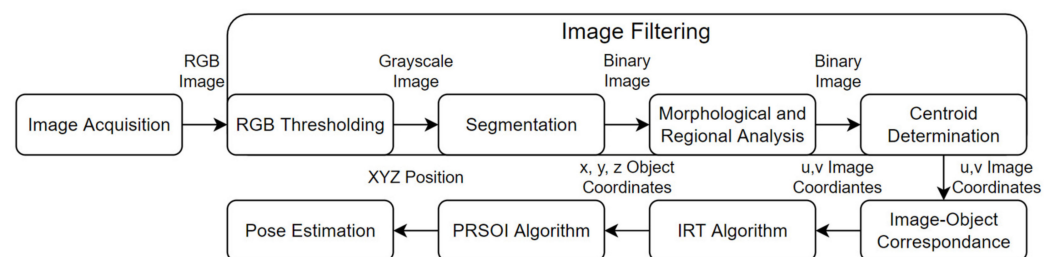 Image Filtering
RGB
Image
Grayscale
Image
Binary
Image
Binary
Image
Image Acquisition
RGB Thresholding
Segmentation
Morphological and
Regional Analysis
Centroid
Determination
XYZ Position
x, y, z Object
Coordinates
u,v Image
Coordiantes
u,v Image
Coordinates
Pose Estimation
PRSOI Algorithm
IRT Algorithm
Image-Object
Correspondance